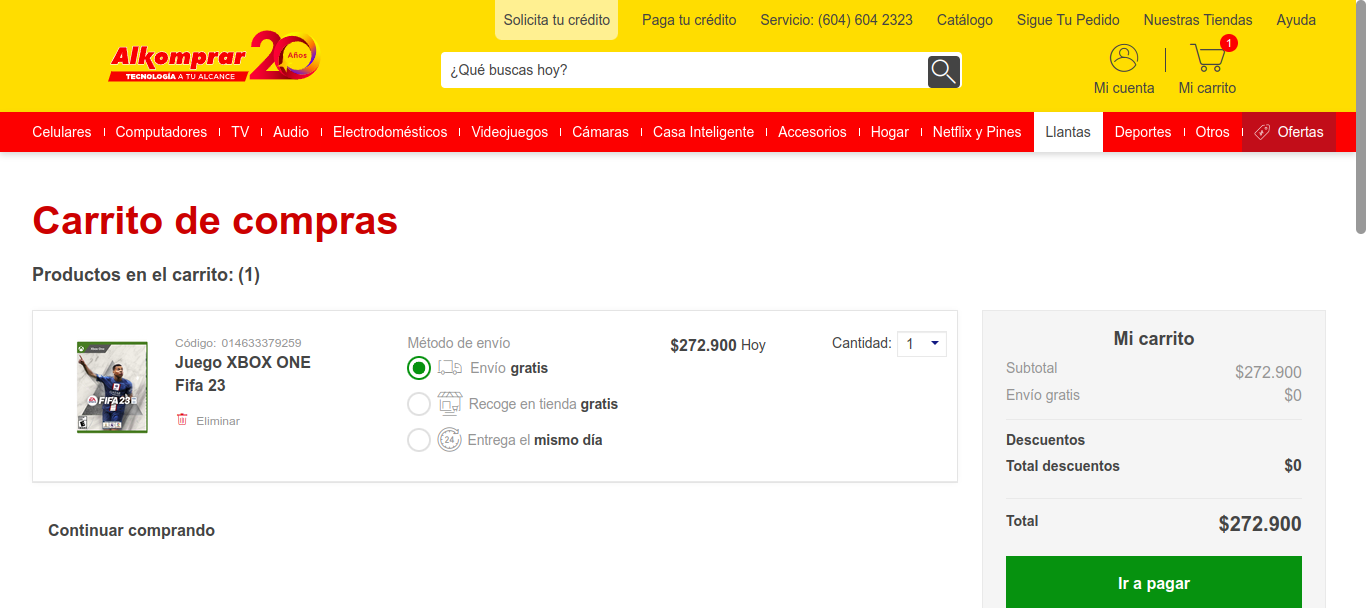 Solicita tu crédito Paga tu crédito Servicio: (604) 604 2323 Catálogo Sigue Tu Pedido Nuestras Tiendas Ayuda
Alkomprar 20 Años
TECNOLOGÍA A TU ALCANCE
¿Qué buscas hoy?
1
Mi cuenta Mi carrito
Celulares Computadores TV Audio Electrodomésticos Videojuegos Cámaras Casa Inteligente Accesorios Hogar Netflix y Pines Llantas Deportes Otros Ofertas
Carrito de compras
Productos en el carrito: (1)
FIFA 23
Código: 014633379259
Juego XBOX ONE
Fifa 23
Eliminar
Método de envío
Envío gratis
Recoge en tienda gratis
24 Entrega el mismo día
$272.900 Hoy
Cantidad: 1
Mi carrito
Subtotal $272.900
Envío gratis $0
Descuentos
Total descuentos $0
Total $272.900
Ir a pagar
Continuar comprando